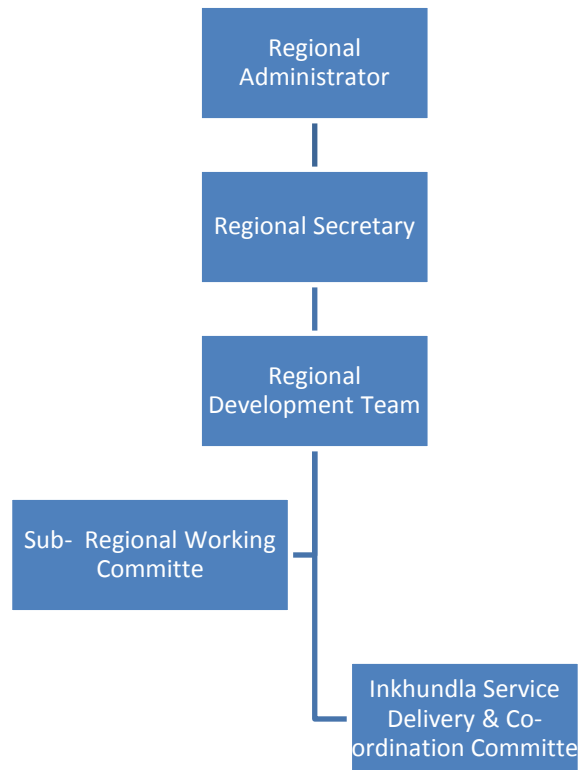 Regional
Administrator
Regional Secretary
Regional
Development Team
Sub-  Regional Working
Committe
Inkhundla Service
Delivery & Co-
ordination Committe